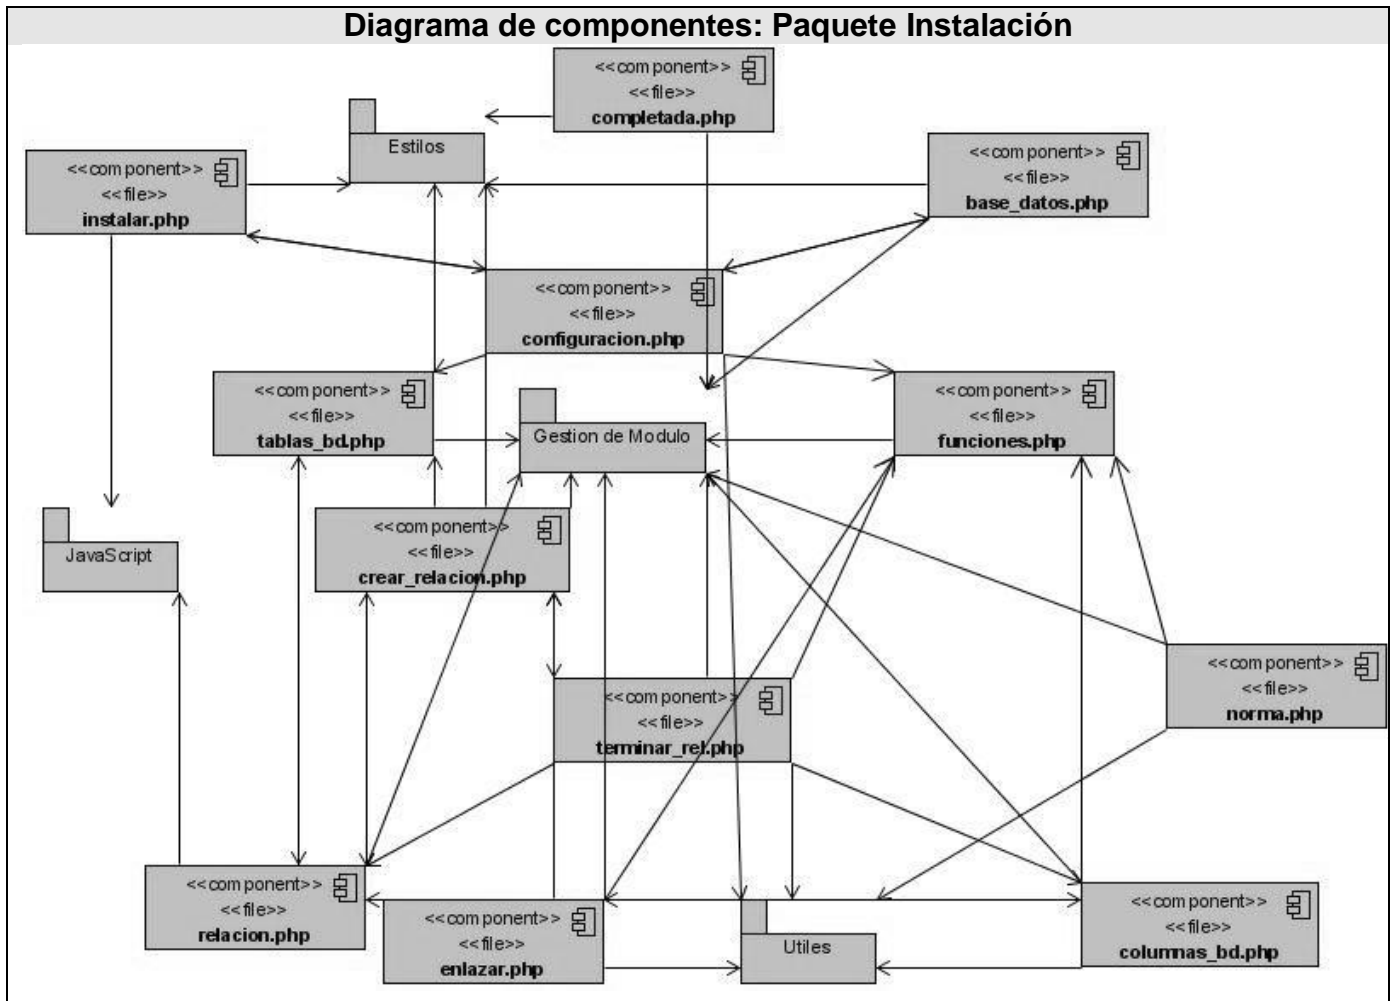 Diagrama de componentes: Paquete Instalación
<<component>>
<<file>>
completada.php
Estilos
<<component>>
<<file>>
instalar.php
<<component>>
<<file>>
base_datos.php
<<component>>
<<file>>
configuracion.php
<<component>>
<<file>>
tablas_bd.php
Gestion de Modulo
<<component>>
<<file>>
funciones.php
JavaScript
<<component>>
<<file>>
crear_relacion.php
<<component>>
<<file>>
norma.php
<<component>>
<<file>>
terminar_rel.php
<<component>>
<<file>>
relacion.php
<<component>>
<<file>>
enlazar.php
Utiles
<<component>>
<<file>>
columnas_bd.php